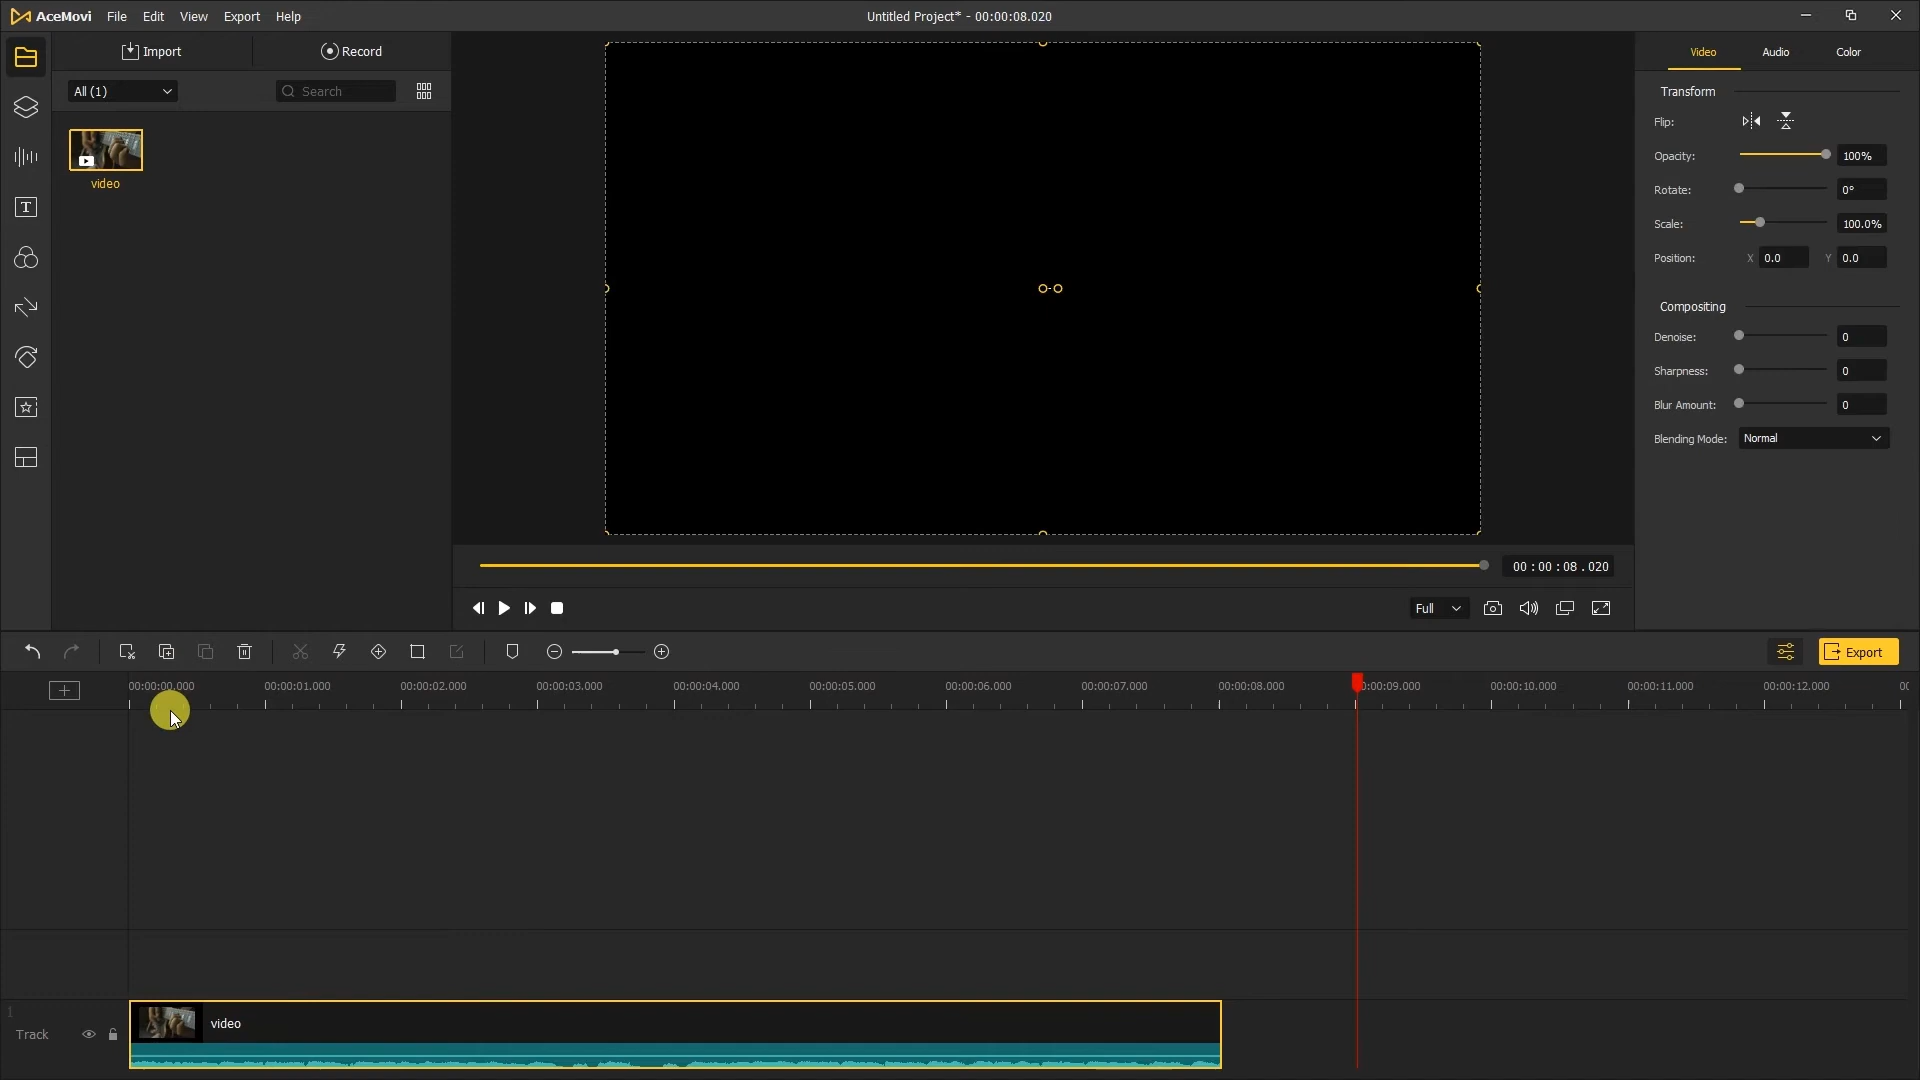 AceMovi File Edit View Export Help
Untitled Project* - 00:00:08.020
Import Record
All (1) Search
video
Video Audio Color
Transform
Flip:
Opacity: 100%
Rotate: 0°
Scale: 100.0%
Position: X 0.0 Y 0.0
Compositing
Denoise: 0
Sharpness: 0
Blur Amount: 0
Blending Mode: Normal
00 : 00 : 08 . 020
Full
Export
00:00:00.000 00:00:01.000 00:00:02.000 00:00:03.000 00:00:04.000 00:00:05.000 00:00:06.000 00:00:07.000 00:00:08.000 00:00:09.000 00:00:10.000 00:00:11.000 00:00:12.000
1
Track
video